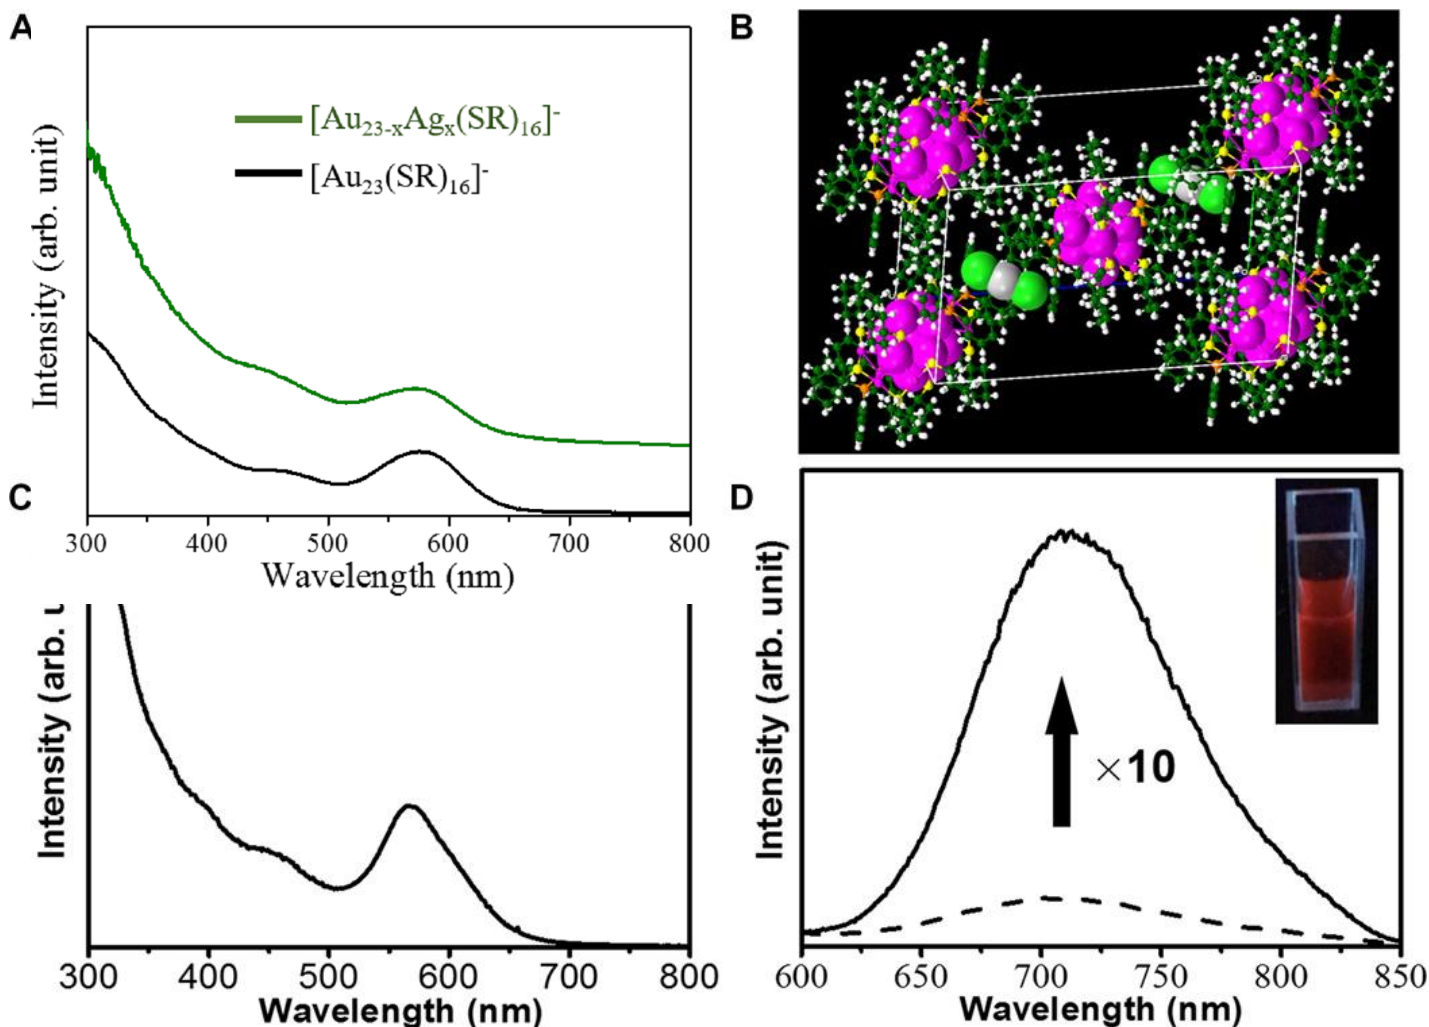 A
Intensity (arb. unit)
[Au23-xAgx(SR)16]-
[Au23(SR)16]-
300 400 500 600 700 800
Wavelength (nm)
B
C
Intensity (arb. u
300 400 500 600 700 800
Wavelength (nm)
D
Intensity (arb. unit)
×10
600 650 700 750 800 850
Wavelength (nm)